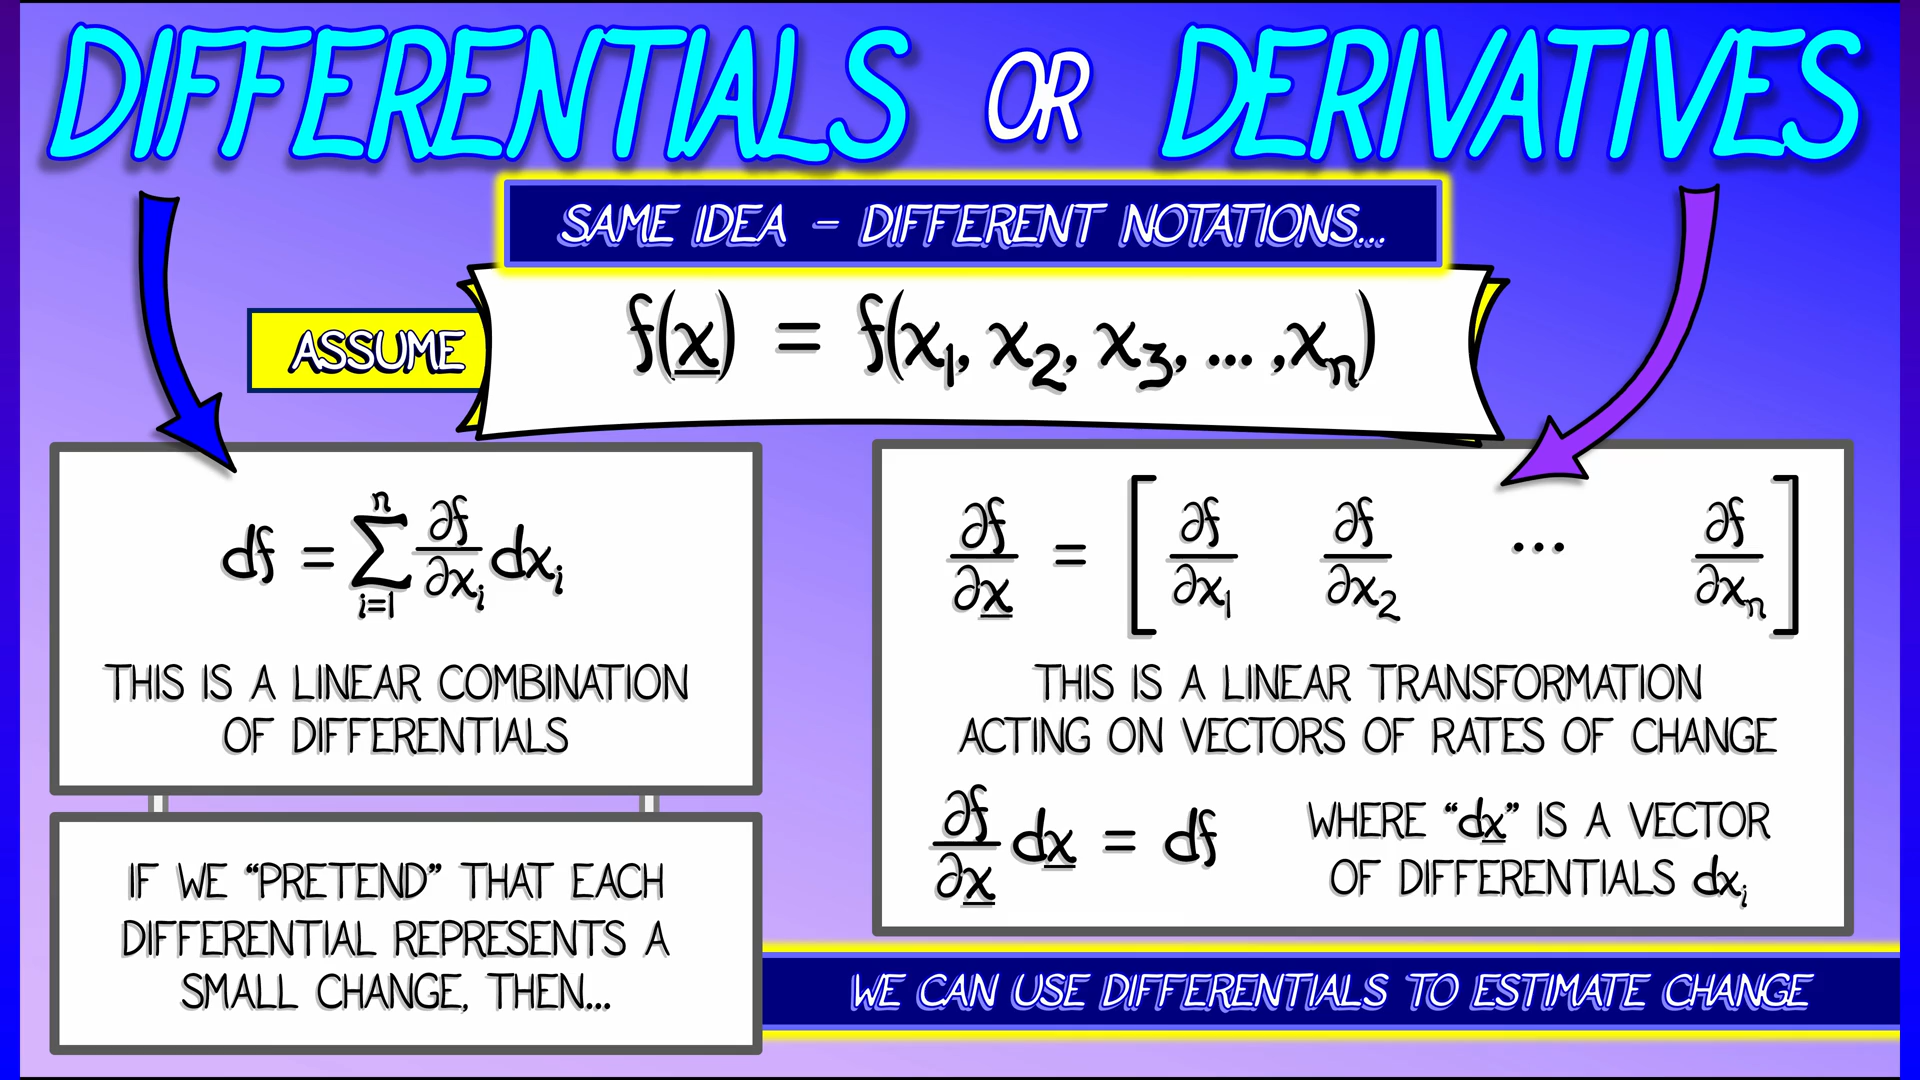 DIFFERENTIALS OR DERIVATIVES
SAME IDEA – DIFFERENT NOTATIONS...
ASSUME
f(x̲) = f(x₁, x₂, x₃, ... ,xₙ)
df = ∑ᵢ₌₁ⁿ ∂f/∂xᵢ dxᵢ
THIS IS A LINEAR COMBINATION
OF DIFFERENTIALS
IF WE “PRETEND” THAT EACH
DIFFERENTIAL REPRESENTS A
SMALL CHANGE, THEN...
∂f/∂x̲ = [ ∂f/∂x₁ ∂f/∂x₂ ... ∂f/∂xₙ ]
THIS IS A LINEAR TRANSFORMATION
ACTING ON VECTORS OF RATES OF CHANGE
∂f/∂x̲ dx̲ = df
WHERE “dx̲” IS A VECTOR
OF DIFFERENTIALS dxᵢ
WE CAN USE DIFFERENTIALS TO ESTIMATE CHANGE